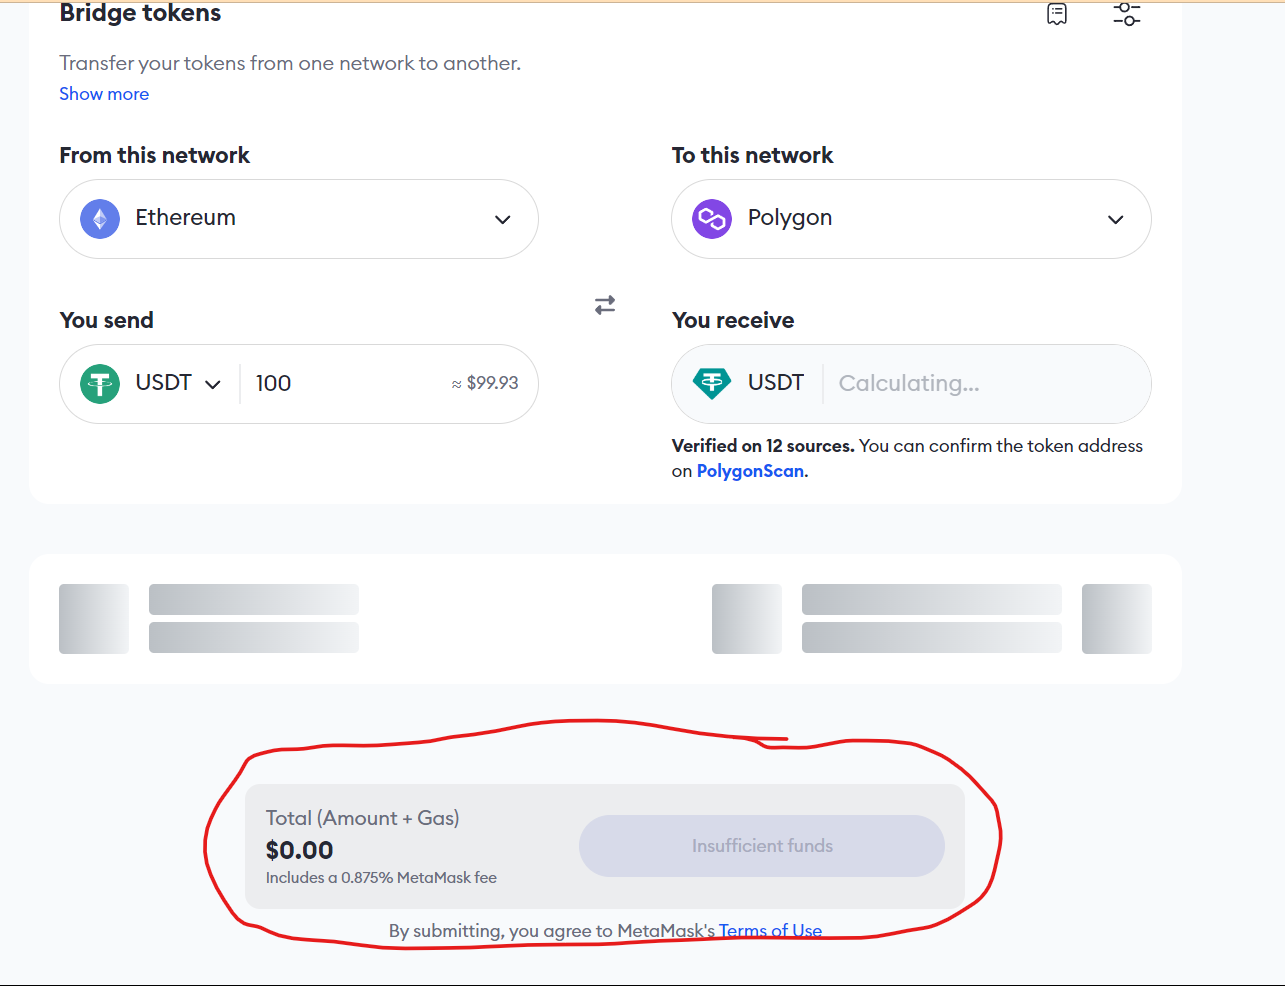 Bridge tokens
Transfer your tokens from one network to another.
Show more
From this network
To this network
Ethereum
Polygon
You send
You receive
USDT
100
≈ $99.93
USDT
Calculating...
Verified on 12 sources. You can confirm the token address
on PolygonScan.
Total (Amount + Gas)
$0.00
Includes a 0.875% MetaMask fee
Insufficient funds
By submitting, you agree to MetaMask's Terms of Use